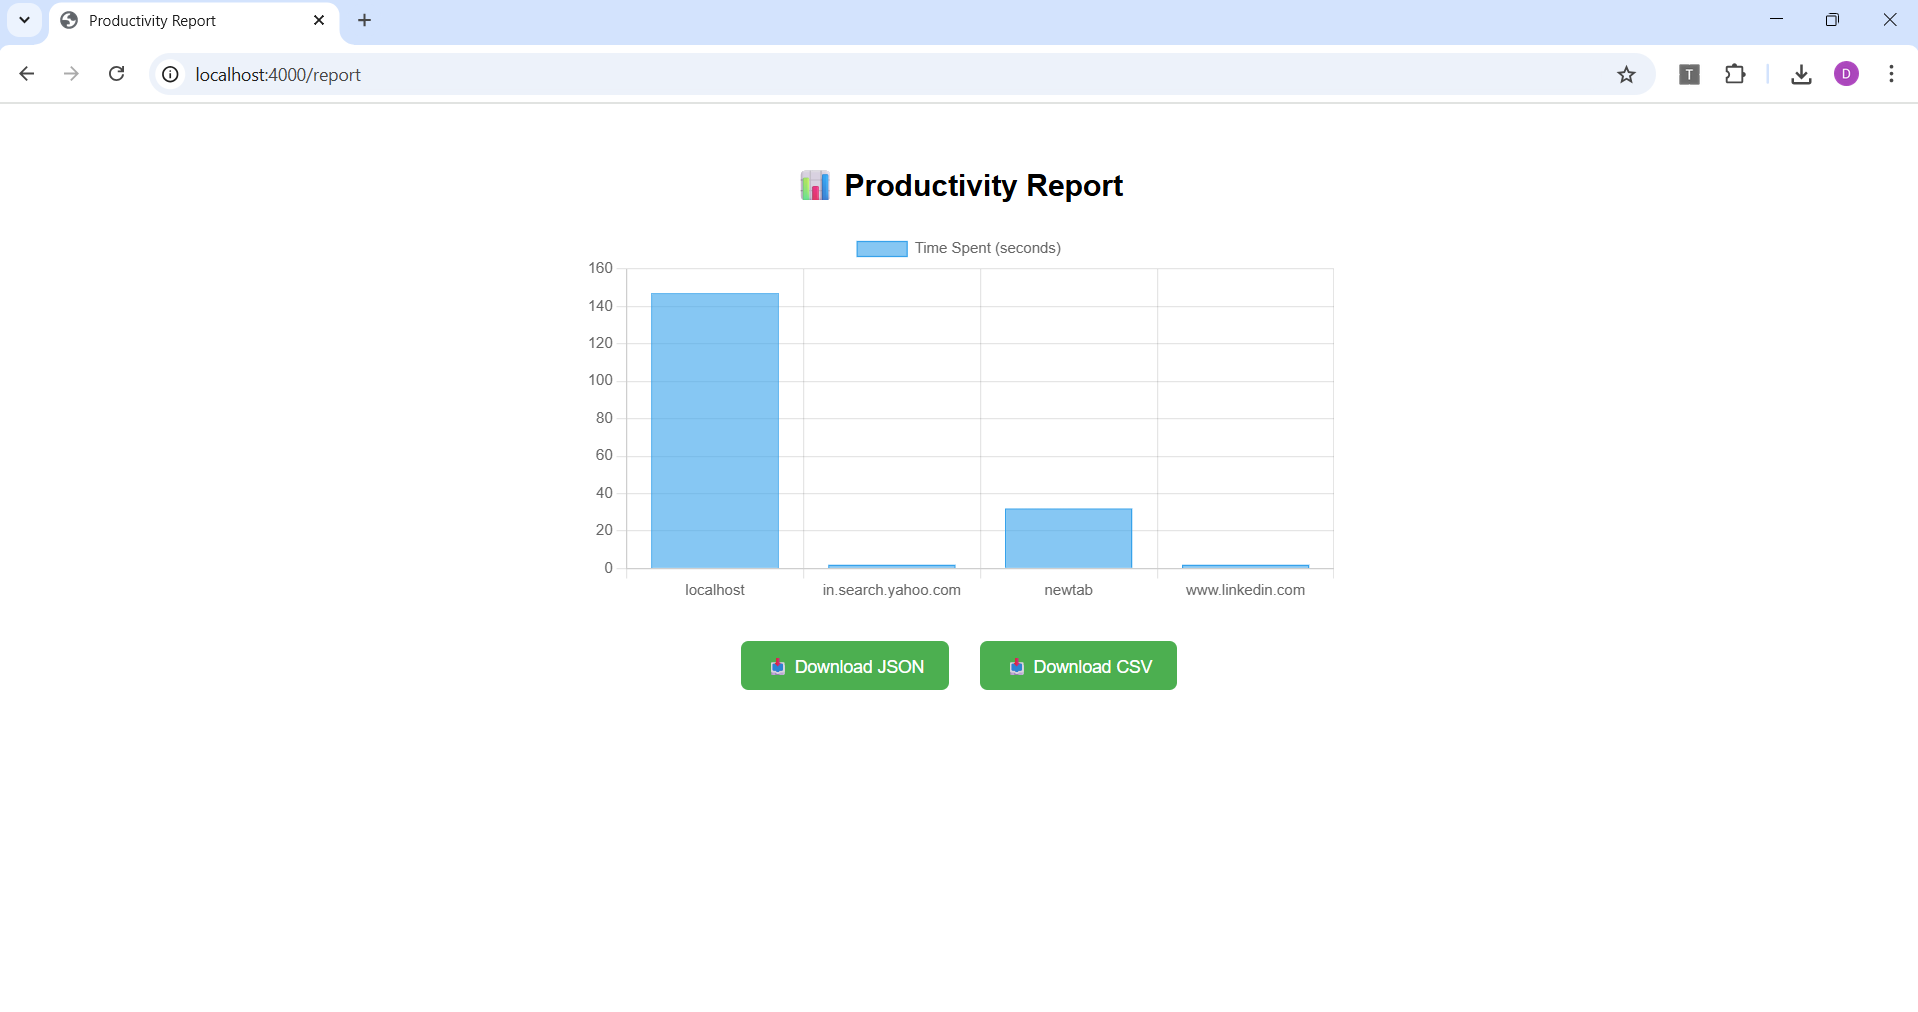 Productivity Report
localhost:4000/report
T
D
Productivity Report
Time Spent (seconds)
160
140
120
100
80
60
40
20
0
localhost in.search.yahoo.com newtab www.linkedin.com
Download JSON Download CSV